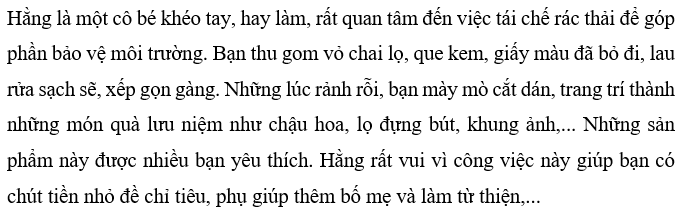 Hằng là một cô bé khéo tay, hay làm, rất quan tâm đến việc tái chế rác thải để góp
phần bảo vệ môi trường. Bạn thu gom vỏ chai lọ, que kem, giấy màu đã bỏ đi, lau
rửa sạch sẽ, xếp gọn gàng. Những lúc rảnh rỗi, bạn mày mò cắt dán, trang trí thành
những món quà lưu niệm như chậu hoa, lọ đựng bút, khung ảnh,... Những sản
phẩm này được nhiều bạn yêu thích. Hằng rất vui vì công việc này giúp bạn có
chút tiền nhỏ đề chỉ tiêu, phụ giúp thêm bố mẹ và làm từ thiện,...